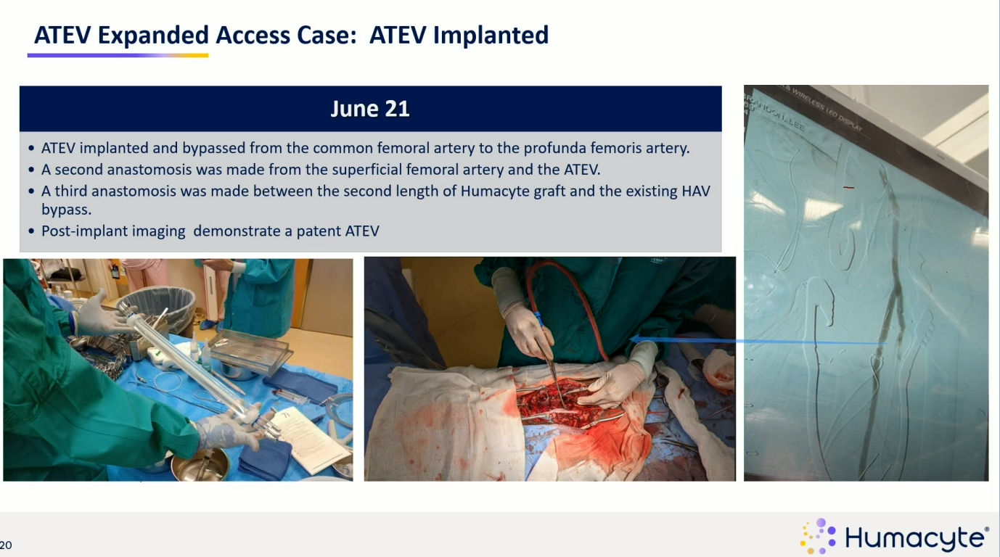 ATEV Expanded Access Case:  ATEV Implanted
June 21
• ATEV implanted and bypassed from the common femoral artery to the profunda femoris artery.
• A second anastomosis was made from the superficial femoral artery and the ATEV.
• A third anastomosis was made between the second length of Humacyte graft and the existing HAV
bypass.
• Post-implant imaging  demonstrate a patent ATEV
WIRELESS LED DISPLAY
BRANDON, LEE
20
Humacyte®